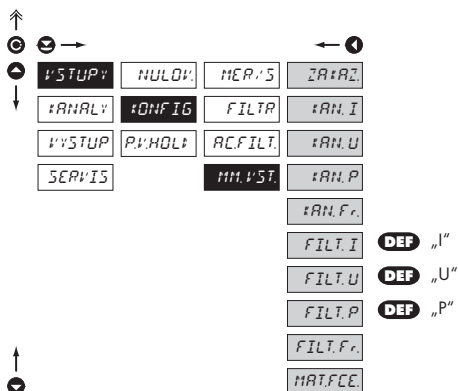 VSTUPY NULOV. MER/S ZAKAZ.
KANALY KONFIG FILTR KAN. I
VYSTUP P.V.HOLD AC.FILT. KAN. U
SERVIS MM. VST. KAN. P
KAN. Fr.
FILT. I DEF „I“
FILT. U DEF „U“
FILT. P DEF „P“
FILT. Fr.
MAT.FCE.